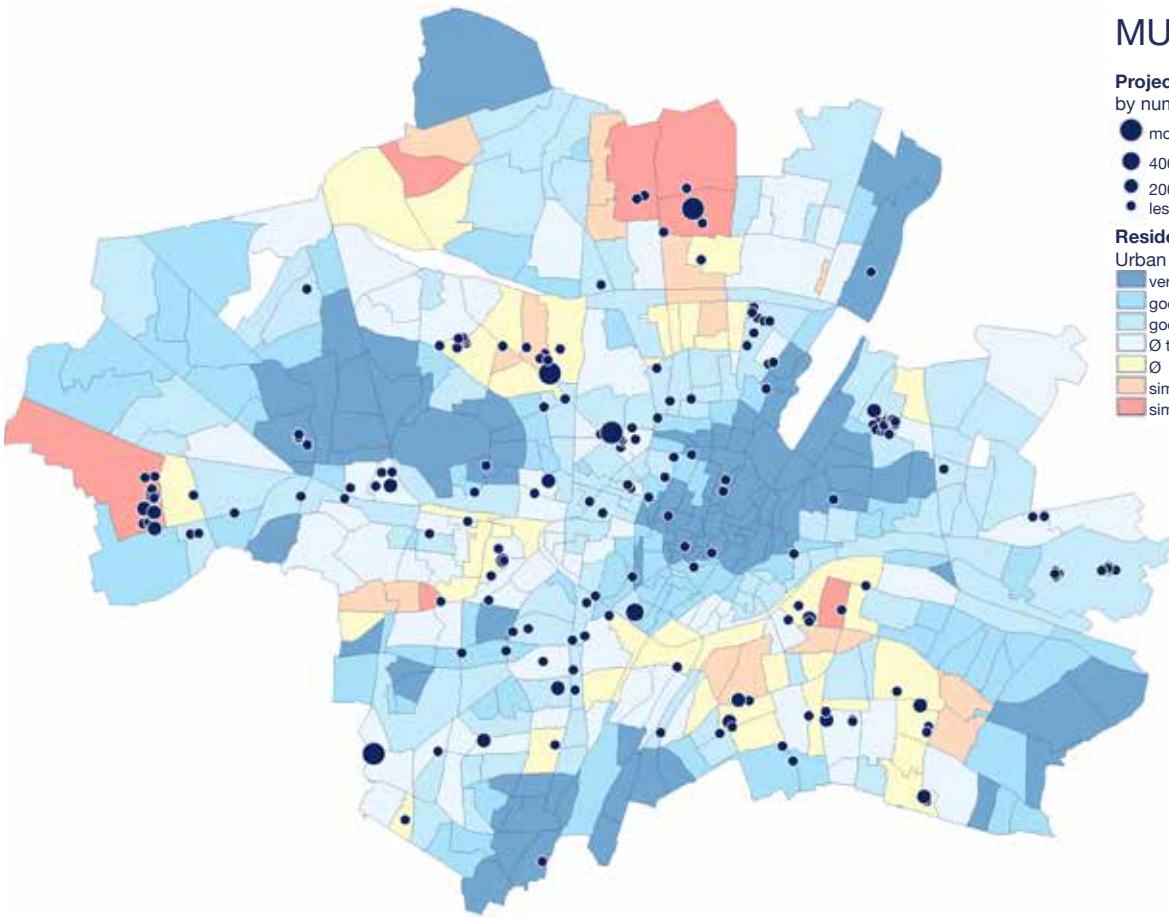 MU
Projec
by num
mo
400
200
les
Reside
Urban
ver
goo
goo
Ø t
Ø
sim
sim